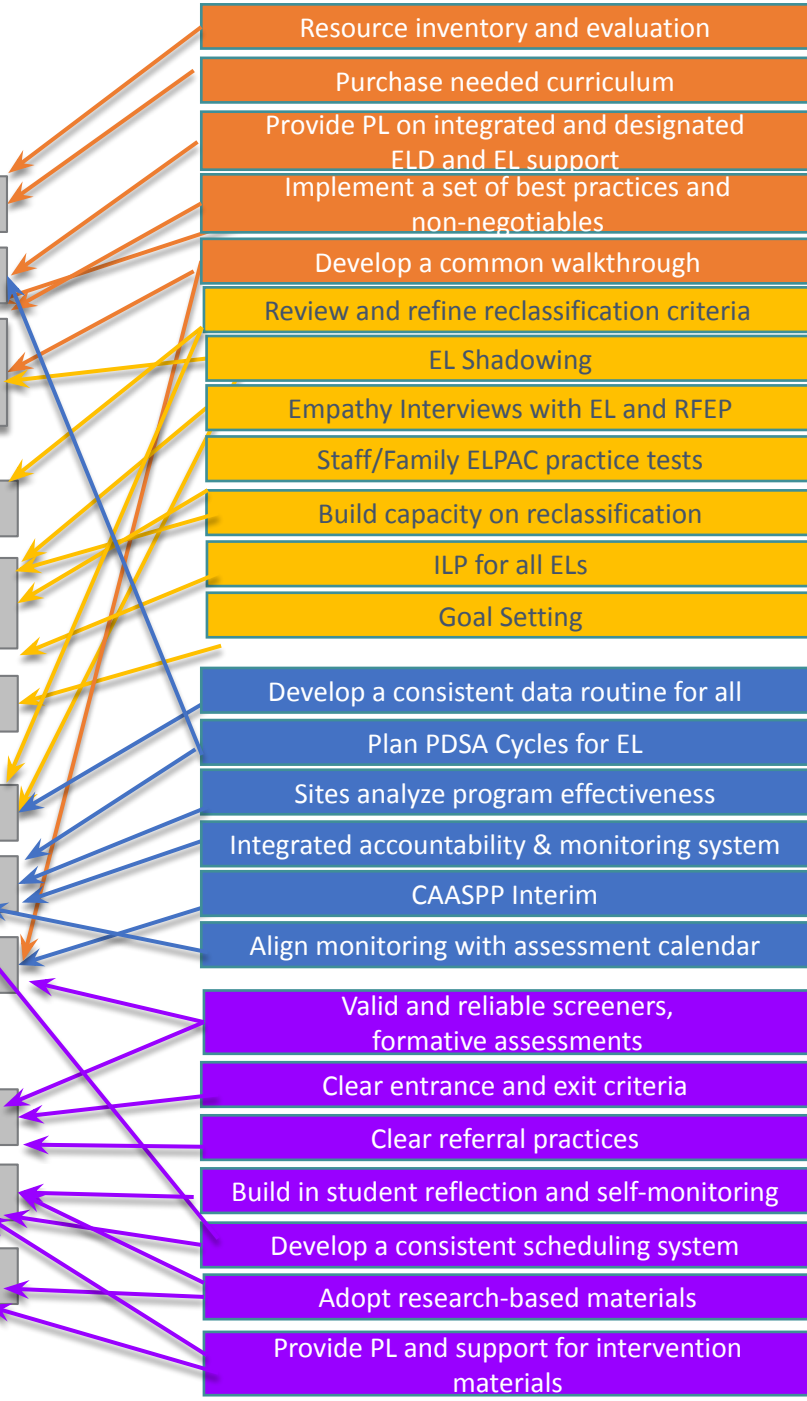 Resource inventory and evaluation
Purchase needed curriculum
Provide PL on integrated and designated
ELD and EL support
Implement a set of best practices and
non-negotiables
Develop a common walkthrough
Review and refine reclassification criteria
EL Shadowing
Empathy Interviews with EL and RFEP
Staff/Family ELPAC practice tests
Build capacity on reclassification
ILP for all ELs
Goal Setting
Develop a consistent data routine for all
Plan PDSA Cycles for EL
Sites analyze program effectiveness
Integrated accountability & monitoring system
CAASPP Interim
Align monitoring with assessment calendar
Valid and reliable screeners,
formative assessments
Clear entrance and exit criteria
Clear referral practices
Build in student reflection and self-monitoring
Develop a consistent scheduling system
Adopt research-based materials
Provide PL and support for intervention
materials